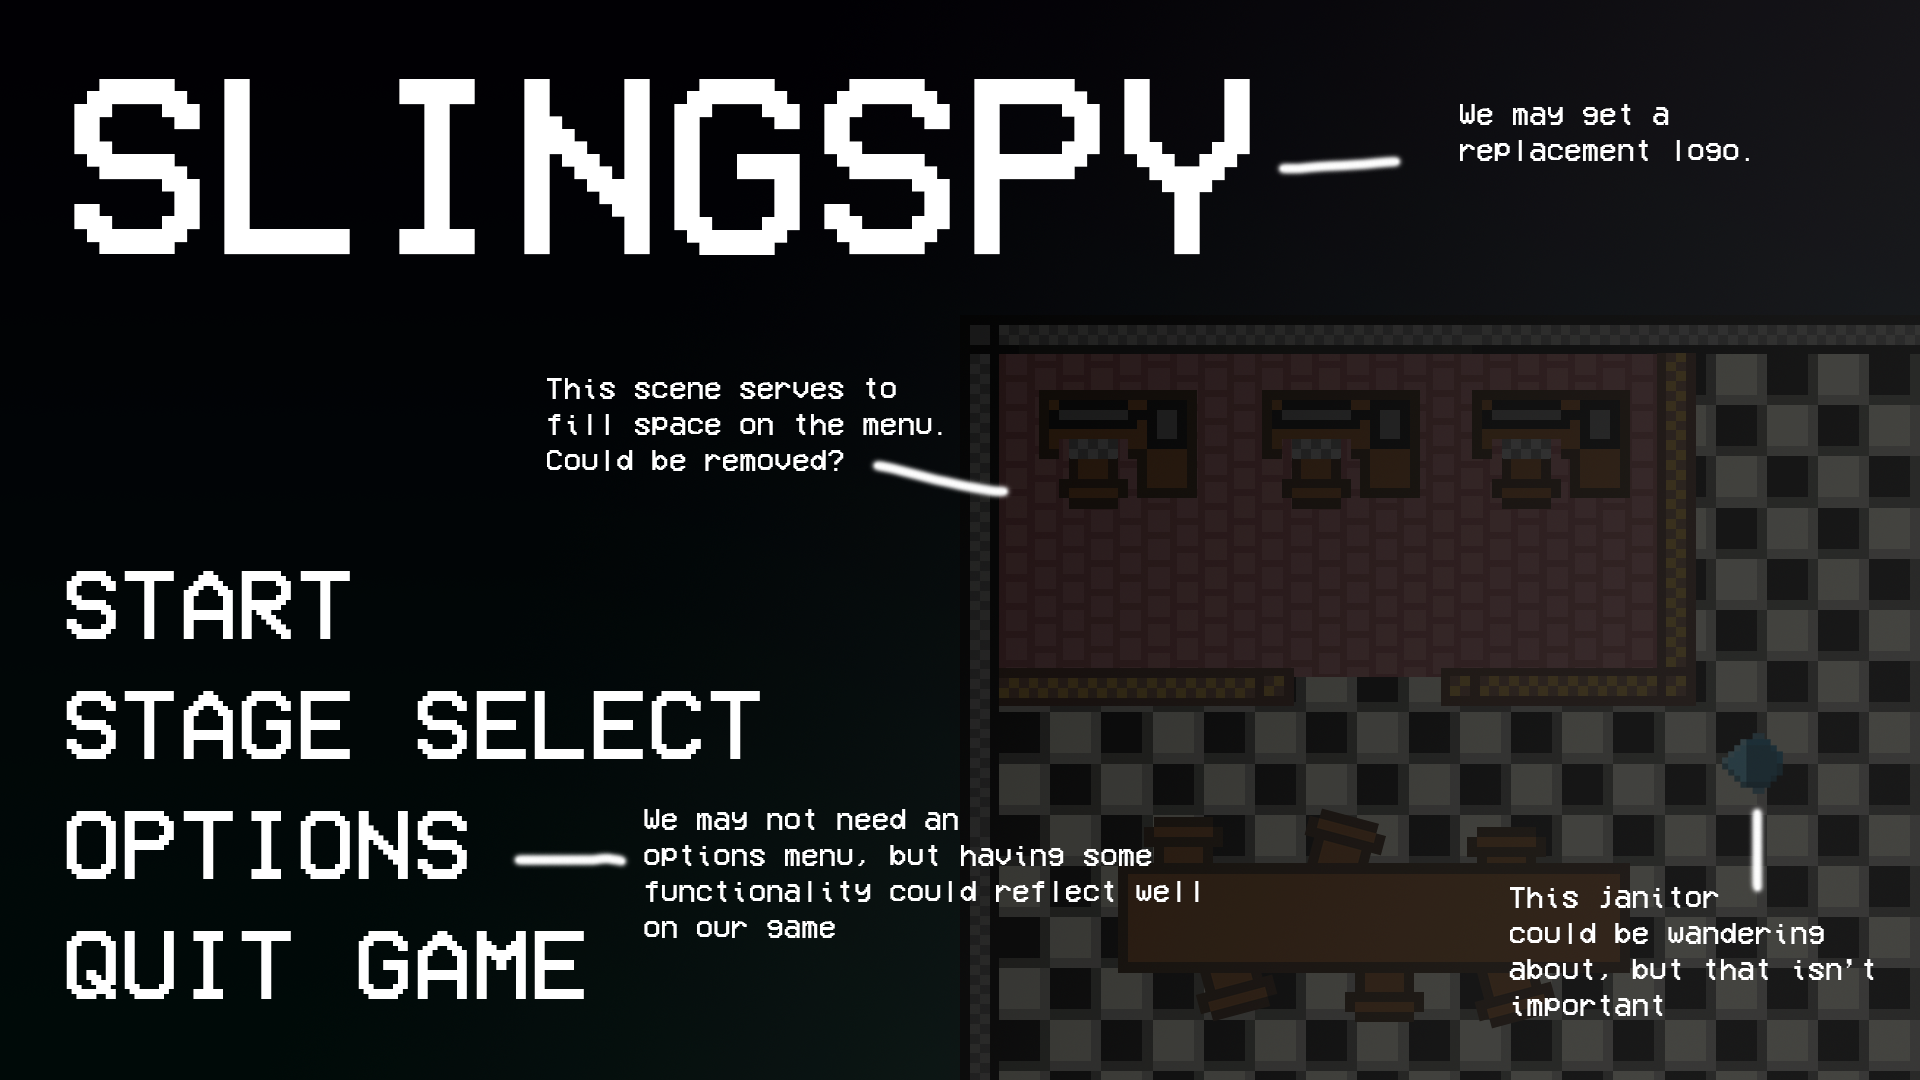 SLINGSPY
We may get a
replacement logo.
This scene serves to
fill space on the menu.
Could be removed?
START
STAGE SELECT
OPTIONS
We may not need an
options menu, but having some
functionality could reflect well
on our game
QUIT GAME
This janitor
could be wandering
about, but that isn't
important